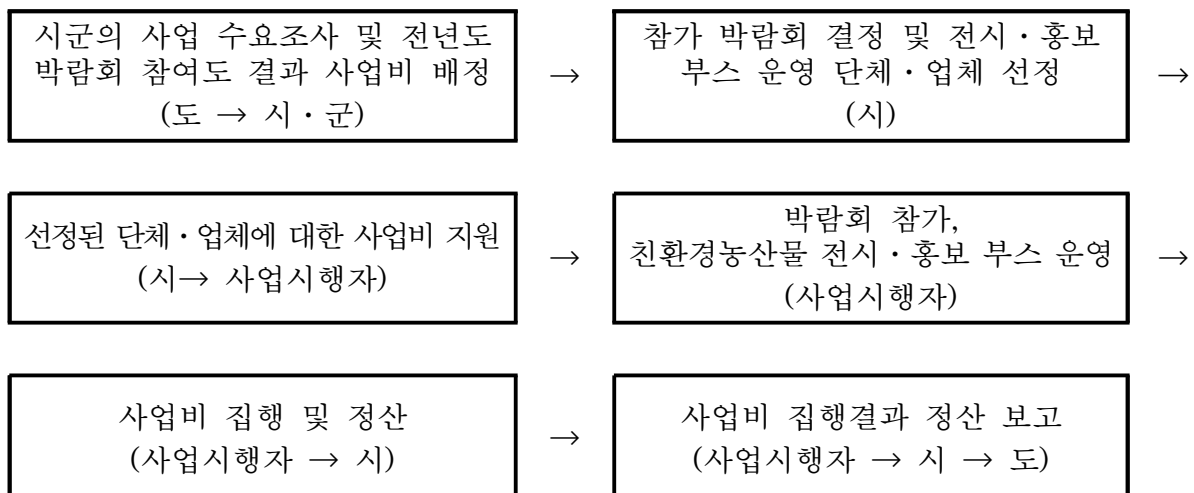 시군의 사업 수요조사 및 전년도
박람회 참여도 결과 사업비 배정
(도 → 시·군)
→
참가 박람회 결정 및 전시·홍보
부스 운영 단체·업체 선정
(시)
→
선정된 단체·업체에 대한 사업비 지원
(시→ 사업시행자)
→
박람회 참가,
친환경농산물 전시·홍보 부스 운영
(사업시행자)
→
사업비 집행 및 정산
(사업시행자 → 시)
→
사업비 집행결과 정산 보고
(사업시행자 → 시 → 도)